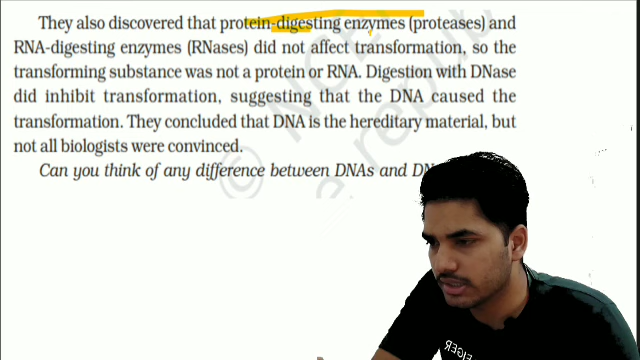 They also discovered that protein-digesting enzymes (proteases) and
RNA-digesting enzymes (RNases) did not affect transformation, so the
transforming substance was not a protein or RNA. Digestion with DNase
did inhibit transformation, suggesting that the DNA caused the
transformation. They concluded that DNA is the hereditary material, but
not all biologists were convinced.
Can you think of any difference between DNAs and